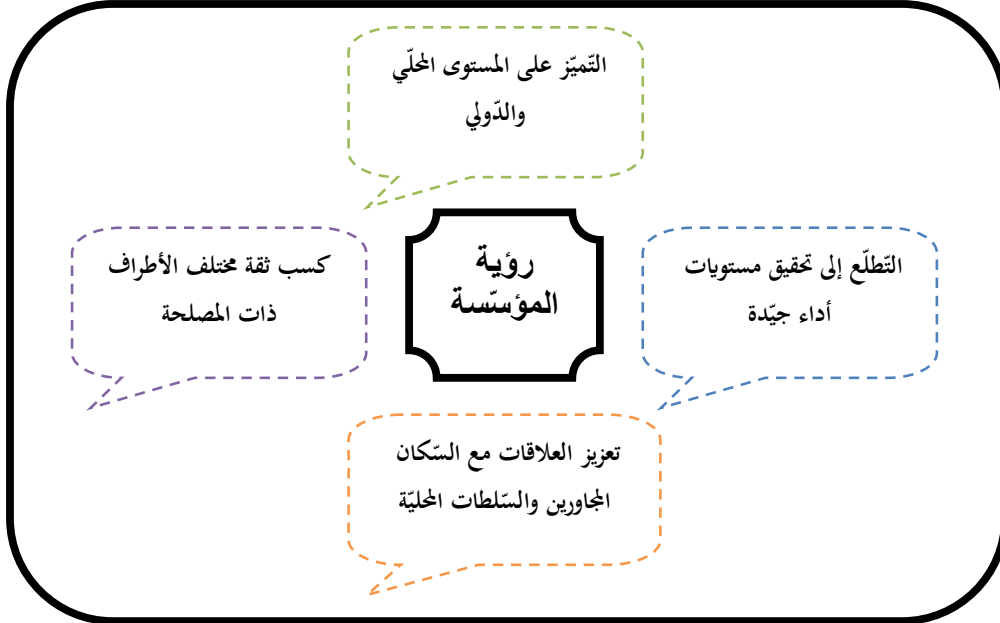 التّميّز على المستوى المحلّي
والدّولي
رؤية
المؤسّسة
التّطلّع إلى تحقيق مستويات
أداء جيّدة
كسب ثقة مختلف الأطراف
ذات المصلحة
تعزيز العلاقات مع السّكان
المجاورين والسّلطات المحليّة